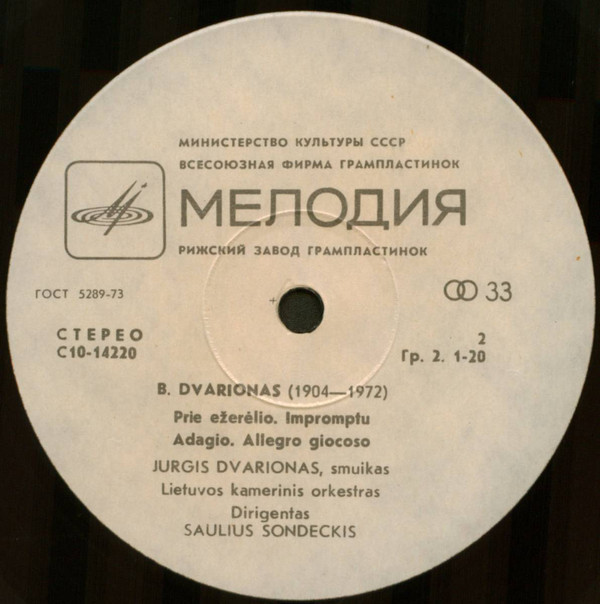 МИНИСТЕРСТВО КУЛЬТУРЫ СССР
ВСЕСОЮЗНАЯ ФИРМА ГРАМПЛАСТИНОК
МЕЛОДИЯ
РИЖСКИЙ ЗАВОД ГРАМПЛАСТИНОК
ГОСТ 5289-73
33
СТЕРЕО
С10-14220
2
Гр. 2. 1-20
B. DVARIONAS (1904—1972)
Prie ežerėlio. Impromptu
Adagio. Allegro giocoso
JURGIS DVARIONAS, smuikas
Lietuvos kamerinis orkestras
Dirigentas
SAULIUS SONDECKIS